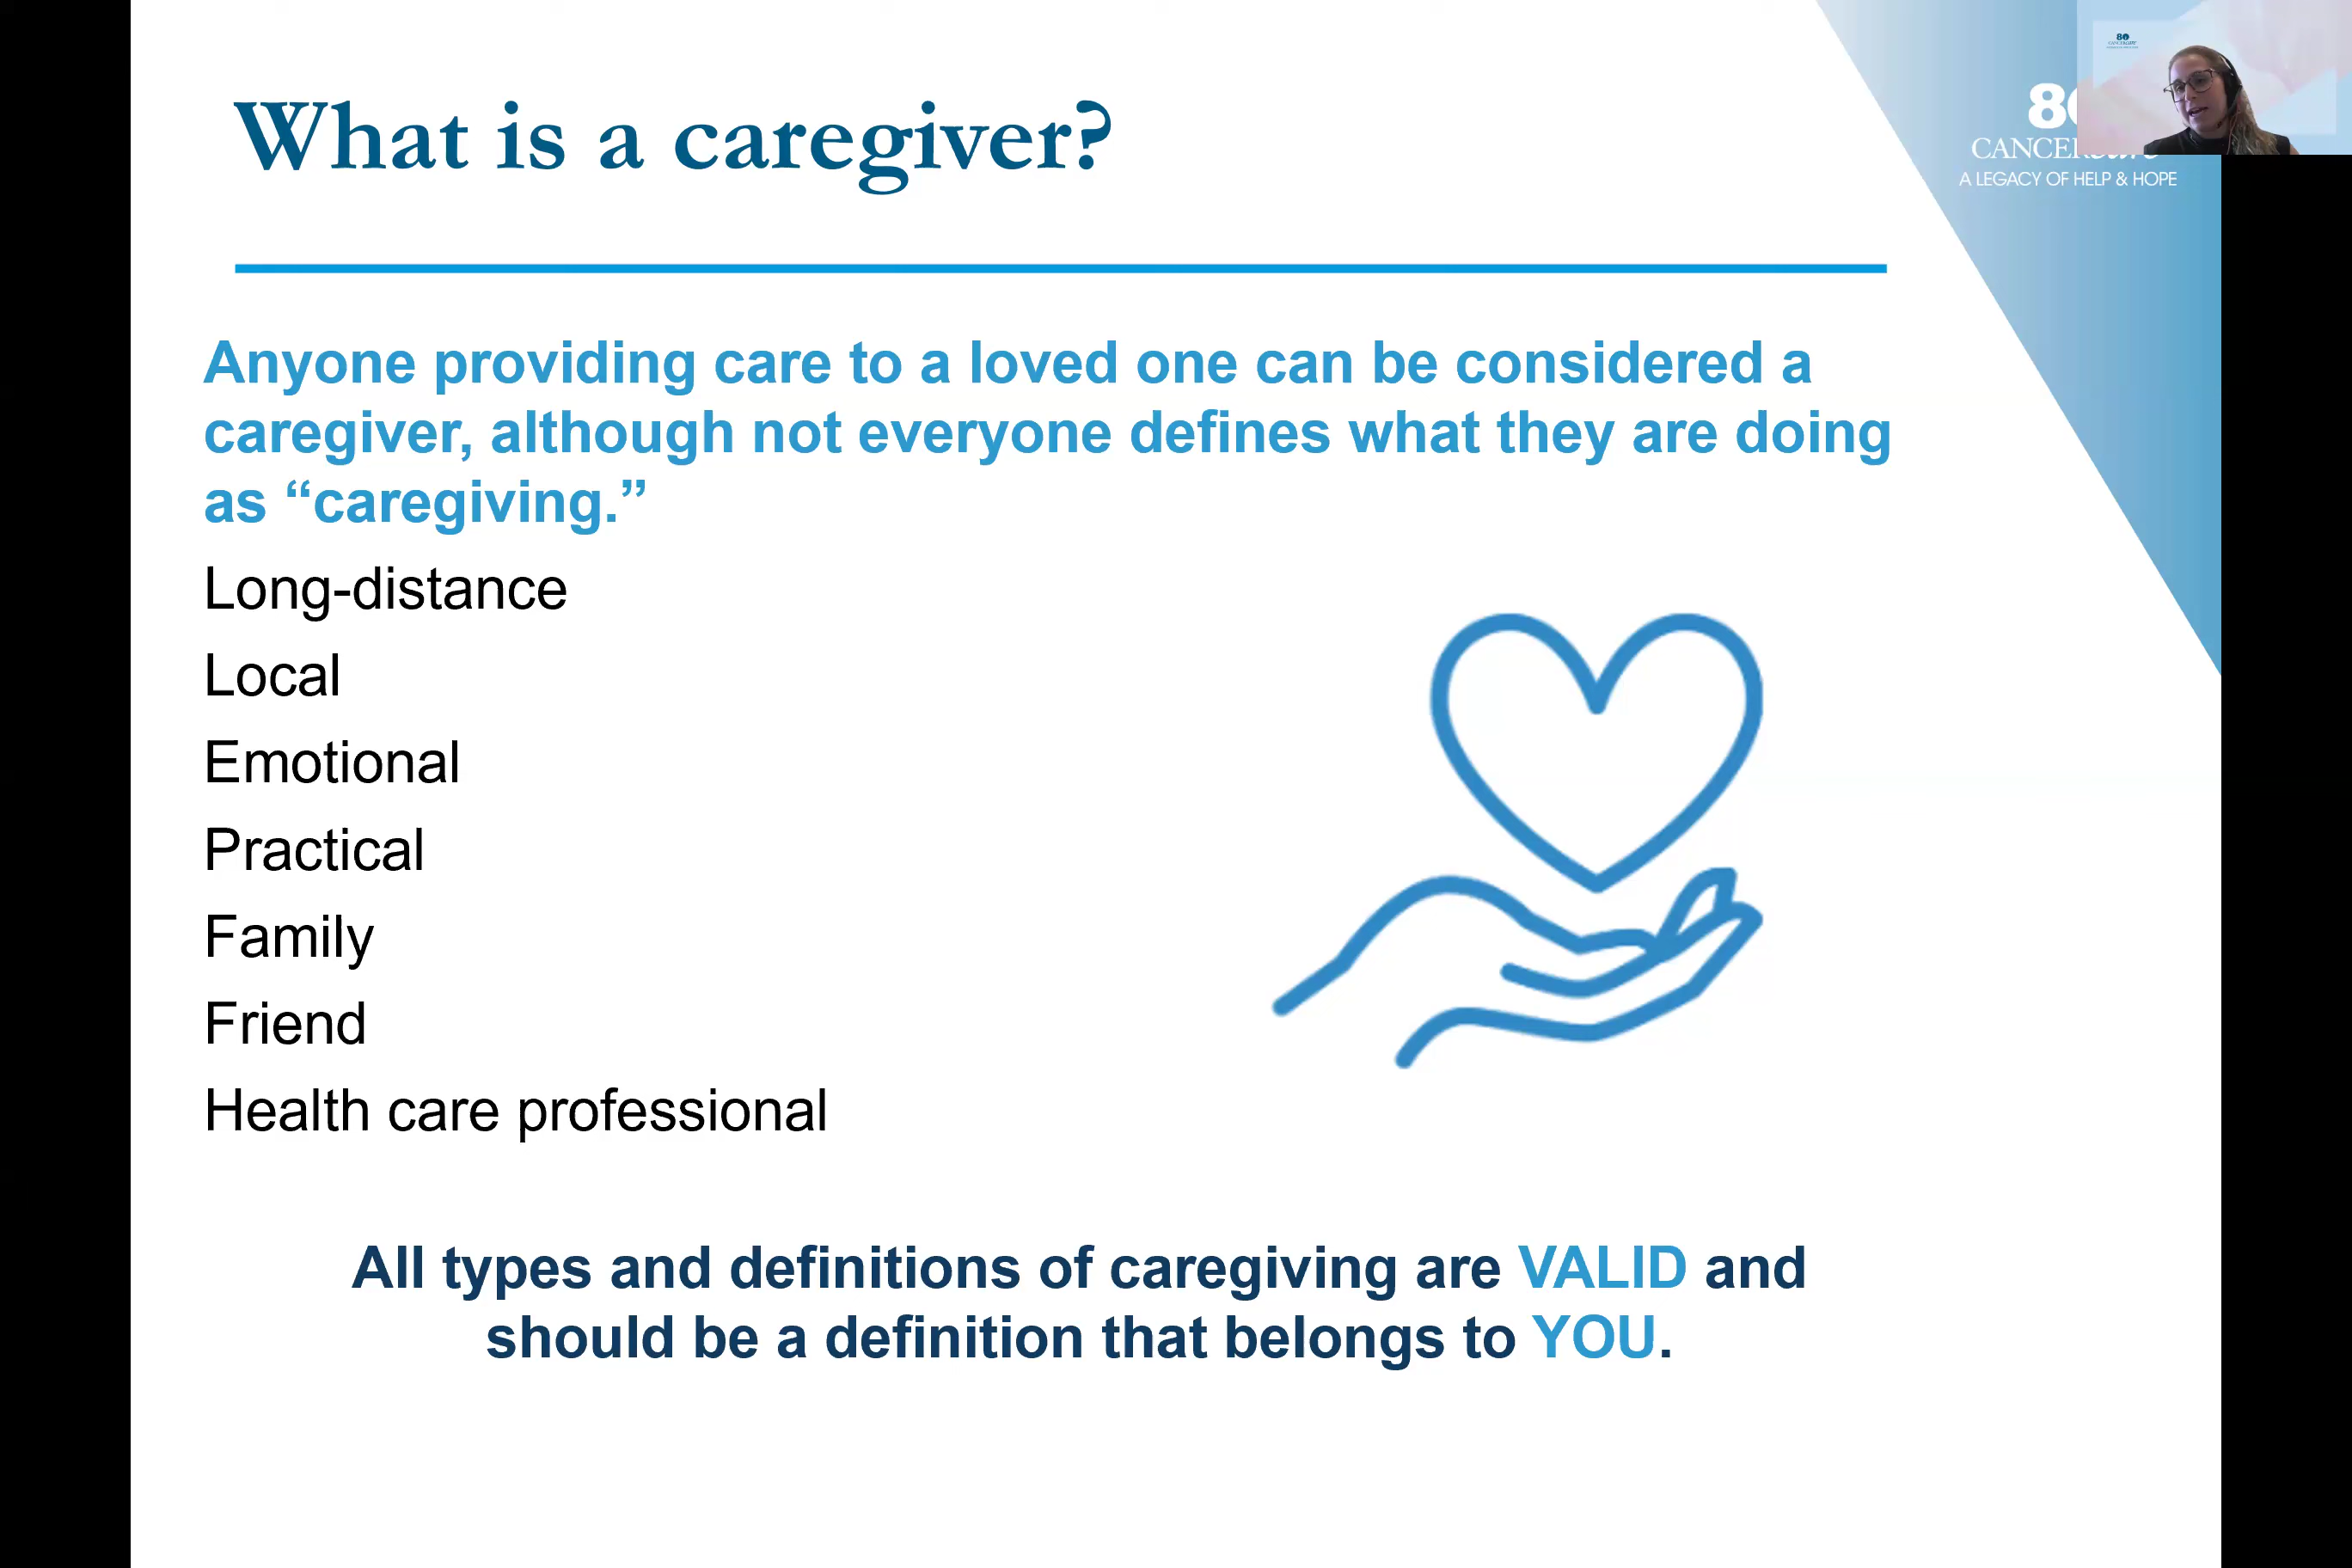 What is a caregiver?
80
CANCERcare
A LEGACY OF HELP & HOPE
Anyone providing care to a loved one can be considered a
caregiver, although not everyone defines what they are doing
as “caregiving.”
Long-distance
Local
Emotional
Practical
Family
Friend
Health care professional
All types and definitions of caregiving are VALID and
should be a definition that belongs to YOU.